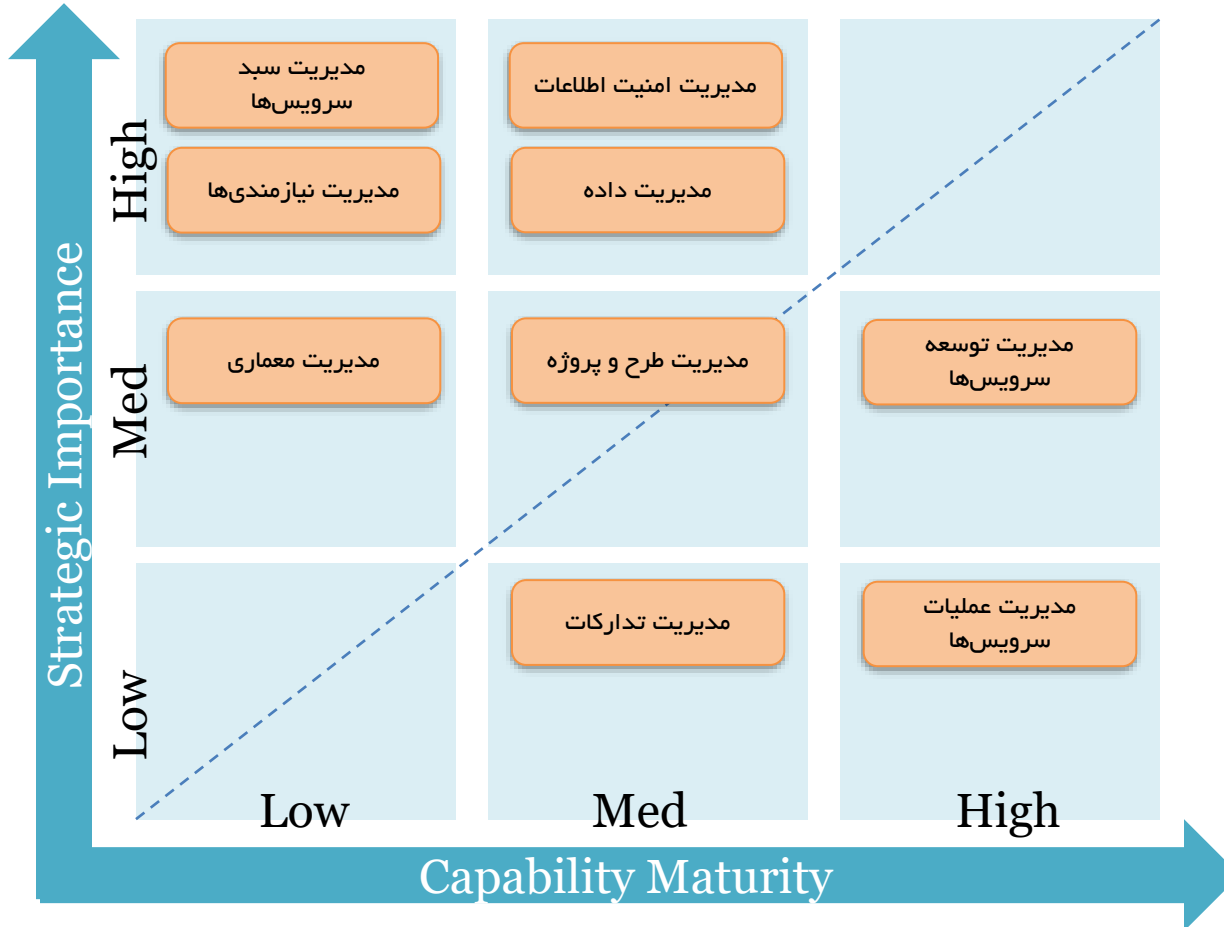 مدیریت سبد
سرویس‌ها
مدیریت امنیت اطلاعات
مدیریت نیازمندی‌ها
مدیریت داده
High
مدیریت معماری
مدیریت طرح و پروژه
مدیریت توسعه
سرویس‌ها
Med
مدیریت تدارکات
مدیریت عملیات
سرویس‌ها
Low
Strategic Importance
Low
Med
High
Capability Maturity